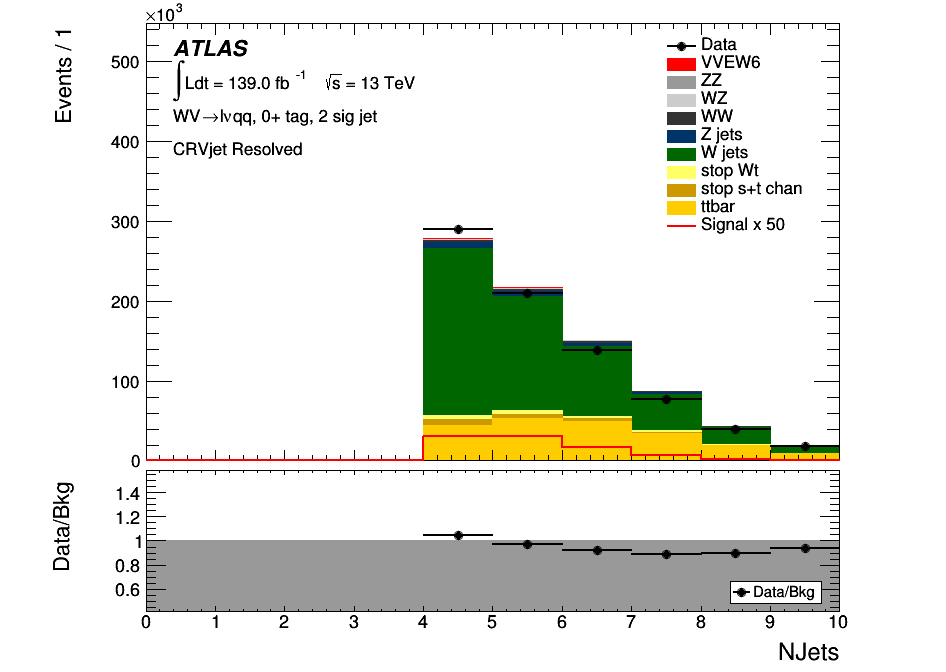 ×10³
Events / 1
500
400
300
200
100
0
ATLAS
∫Ldt = 139.0 fb⁻¹ √s = 13 TeV
WV→lνqq, 0+ tag, 2 sig jet
CRVjet Resolved
Data
VVEW6
ZZ
WZ
WW
Z jets
W jets
stop Wt
stop s+t chan
ttbar
Signal x 50
Data/Bkg
1.4
1.2
1
0.8
0.6
Data/Bkg
0 1 2 3 4 5 6 7 8 9 10
NJets